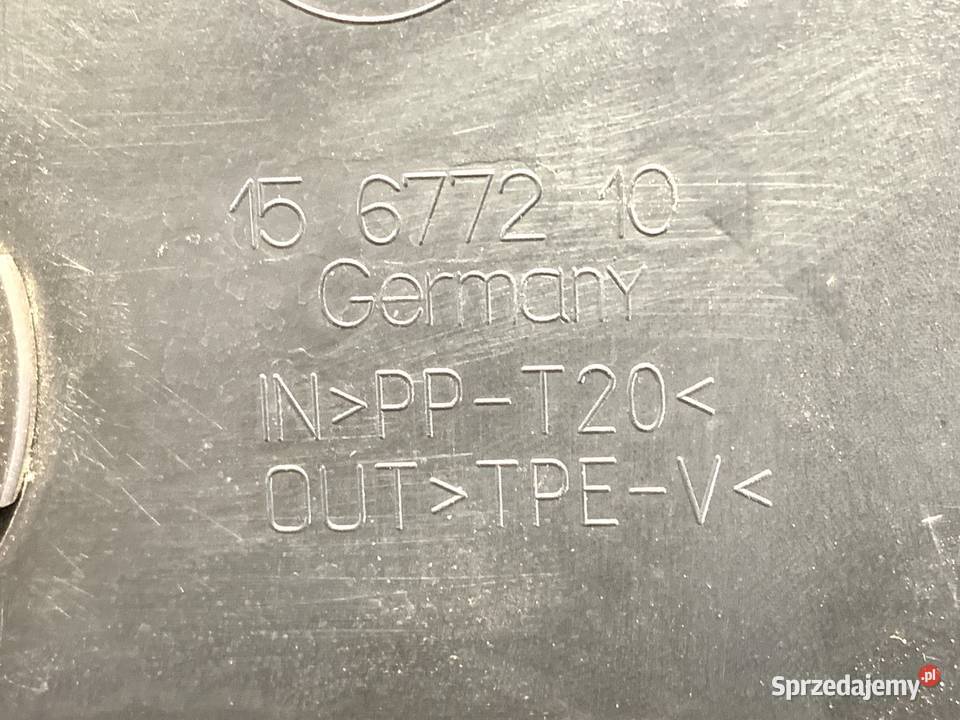 15 6772 10
Germany
IN>PP-T20<
OUT>TPE-V<
Sprzedajemy.pl